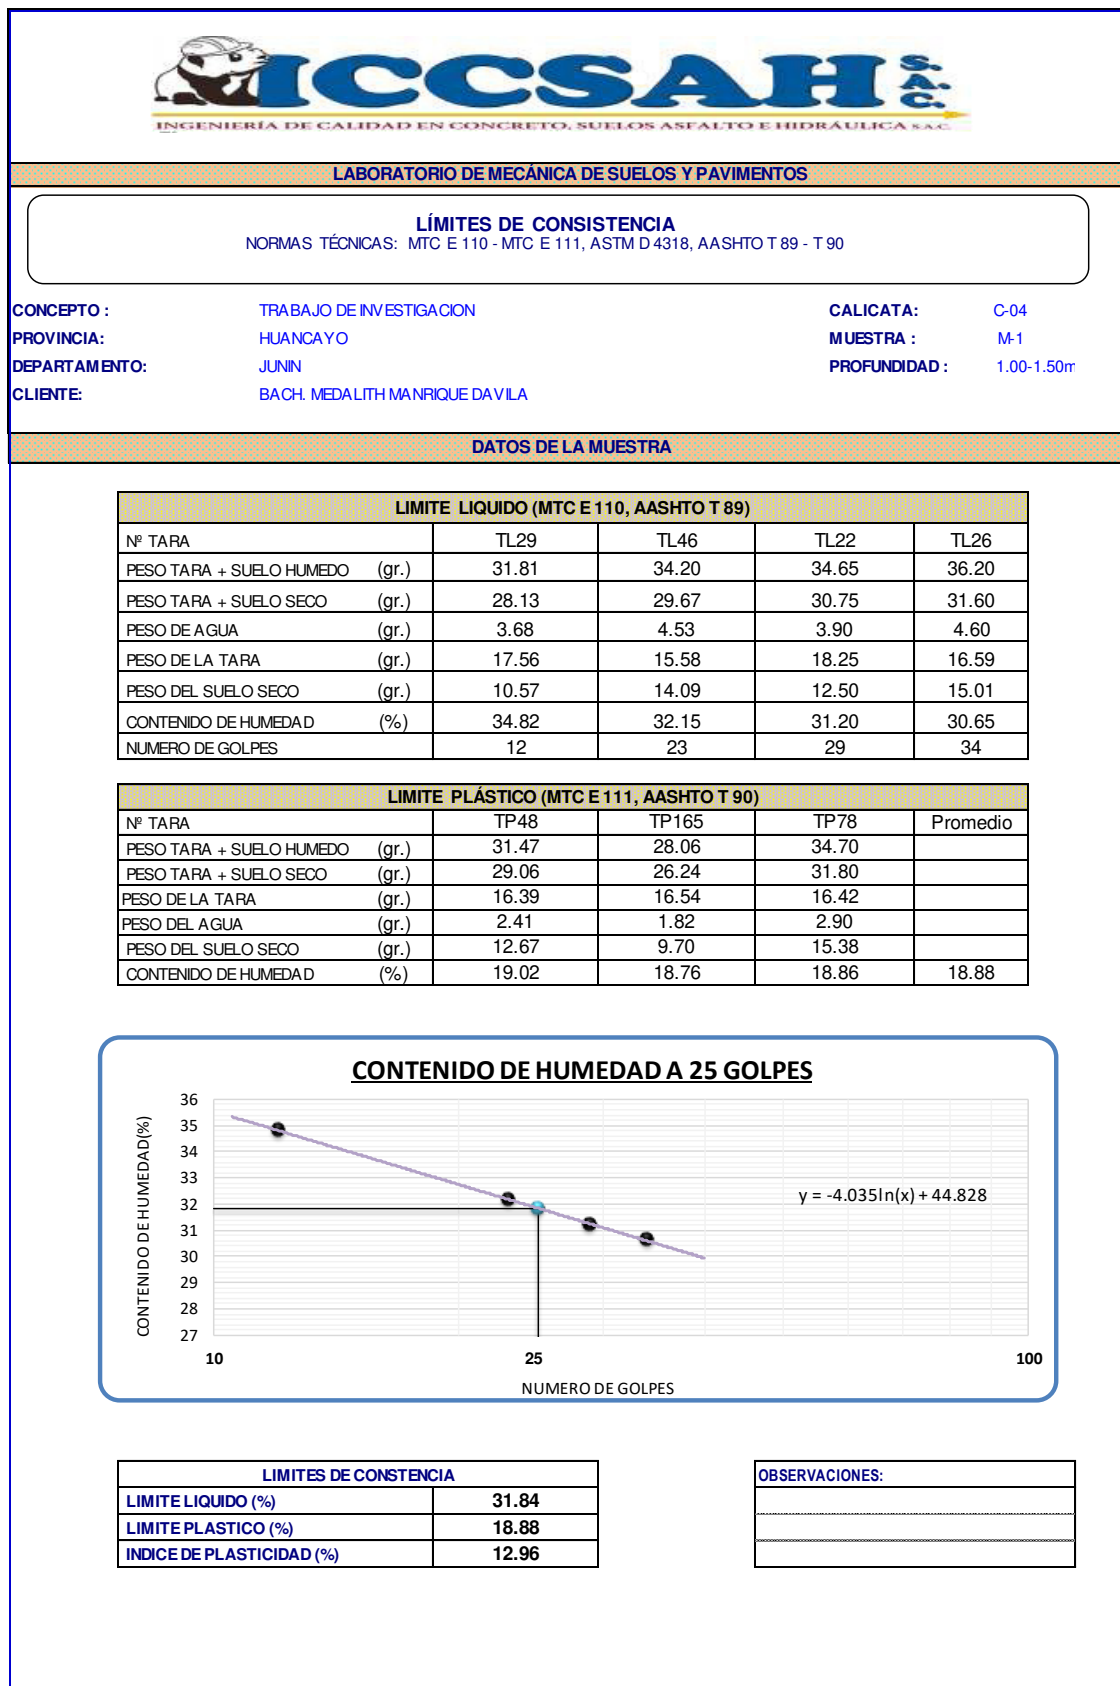 ICCSAH S.A.C.
INGENIERÍA DE CALIDAD EN CONCRETO, SUELOS ASFALTO E HIDRÁULICA S.A.C.
LABORATORIO DE MECÁNICA DE SUELOS Y PAVIMENTOS
LÍMITES DE CONSISTENCIA
NORMAS TÉCNICAS: MTC E 110 - MTC E 111, ASTM D 4318, AASHTO T 89 - T 90
CONCEPTO : TRABAJO DE INVESTIGACION CALICATA: C-04
PROVINCIA: HUANCAYO MUESTRA : M-1
DEPARTAMENTO: JUNIN PROFUNDIDAD : 1.00-1.50m
CLIENTE: BACH. MEDALITH MANRIQUE DAVILA
DATOS DE LA MUESTRA
LIMITE LIQUIDO (MTC E 110, AASHTO T 89)
Nº TARA TL29 TL46 TL22 TL26
PESO TARA + SUELO HUMEDO (gr.) 31.81 34.20 34.65 36.20
PESO TARA + SUELO SECO (gr.) 28.13 29.67 30.75 31.60
PESO DE AGUA (gr.) 3.68 4.53 3.90 4.60
PESO DE LA TARA (gr.) 17.56 15.58 18.25 16.59
PESO DEL SUELO SECO (gr.) 10.57 14.09 12.50 15.01
CONTENIDO DE HUMEDAD (%) 34.82 32.15 31.20 30.65
NUMERO DE GOLPES 12 23 29 34
LIMITE PLÁSTICO (MTC E 111, AASHTO T 90)
Nº TARA TP48 TP165 TP78 Promedio
PESO TARA + SUELO HUMEDO (gr.) 31.47 28.06 34.70
PESO TARA + SUELO SECO (gr.) 29.06 26.24 31.80
PESO DE LA TARA (gr.) 16.39 16.54 16.42
PESO DEL AGUA (gr.) 2.41 1.82 2.90
PESO DEL SUELO SECO (gr.) 12.67 9.70 15.38
CONTENIDO DE HUMEDAD (%) 19.02 18.76 18.86 18.88
CONTENIDO DE HUMEDAD A 25 GOLPES
CONTENIDO DE HUMEDAD(%)
36
35
34
33
32
31
30
29
28
27
y = -4.035ln(x) + 44.828
10 25 100
NUMERO DE GOLPES
LIMITES DE CONSTENCIA
LIMITE LIQUIDO (%) 31.84
LIMITE PLASTICO (%) 18.88
INDICE DE PLASTICIDAD (%) 12.96
OBSERVACIONES: